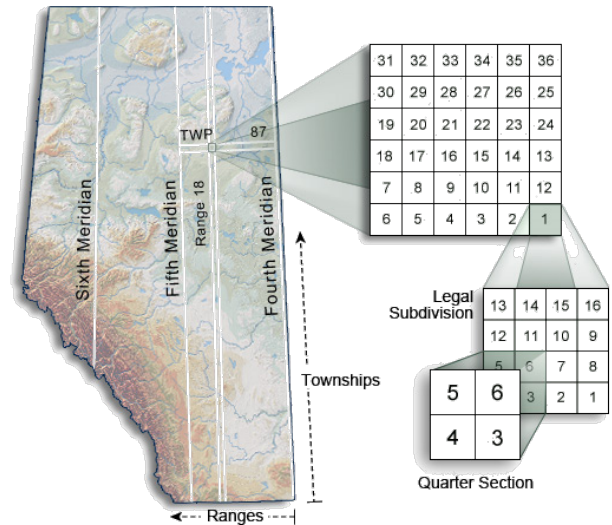 TWP
87
Sixth Meridian
Fifth Meridian
Range 18
Fourth Meridian
Townships
Ranges
31 32 33 34 35 36
30 29 28 27 26 25
19 20 21 22 23 24
18 17 16 15 14 13
7 8 9 10 11 12
6 5 4 3 2 1
Legal
Subdivision
13 14 15 16
12 11 10 9
5 6 7 8
3 2 1
5 6
4 3
Quarter Section